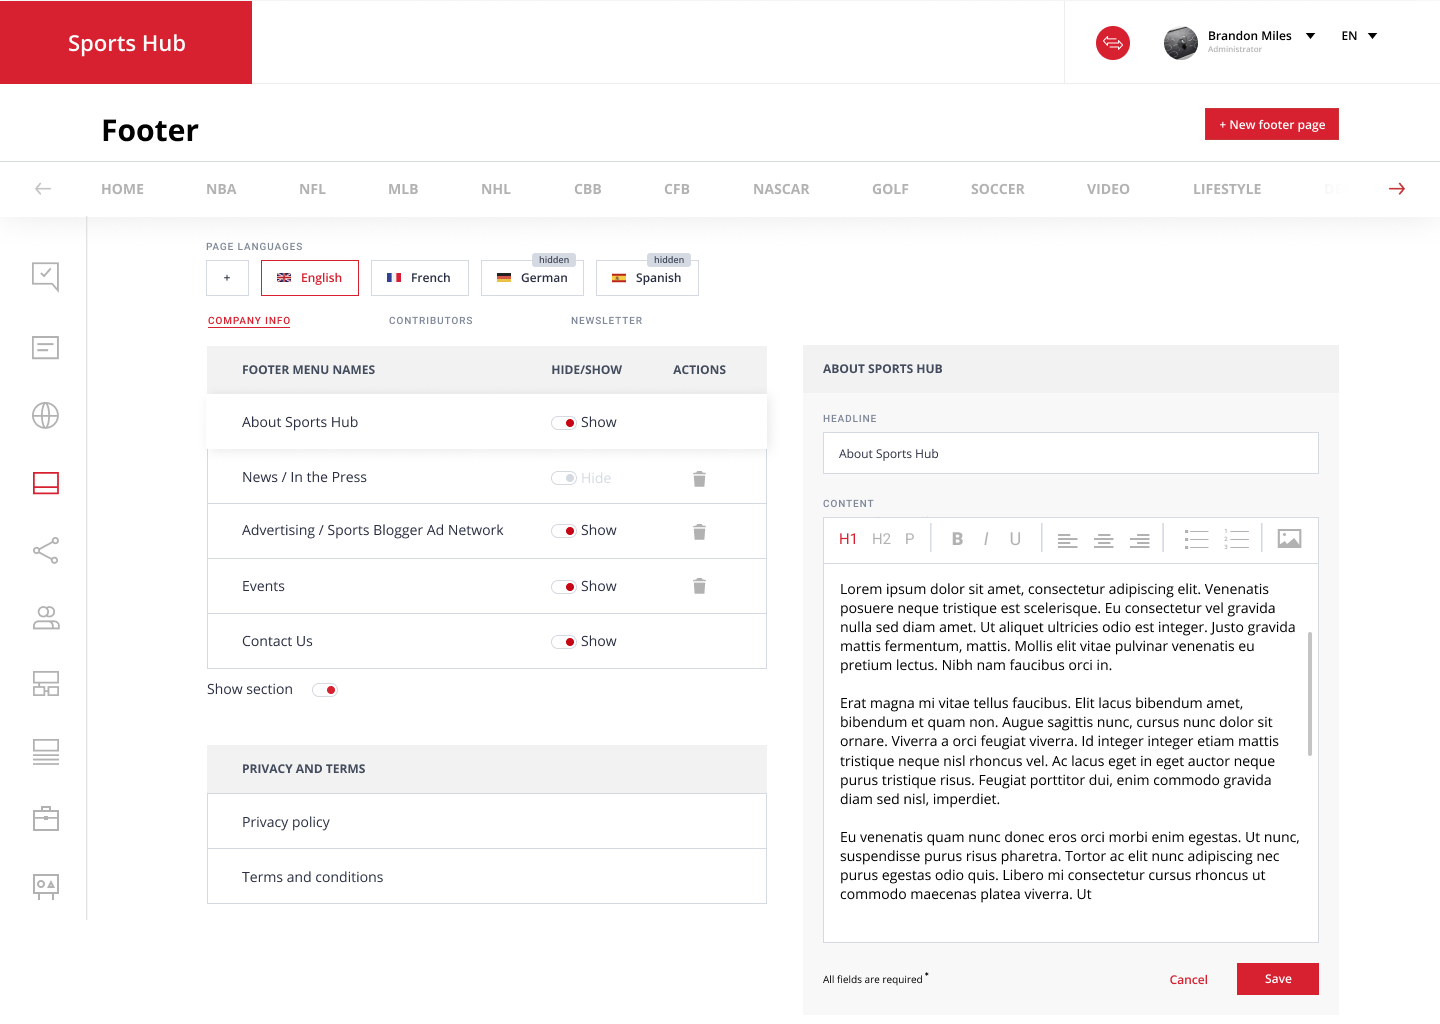 Sports Hub
Brandon Miles
Administrator
EN
Footer
+ New footer page
HOME NBA NFL MLB NHL CBB CFB NASCAR GOLF SOCCER VIDEO LIFESTYLE
PAGE LANGUAGES
hidden hidden
+ English French German Spanish
COMPANY INFO CONTRIBUTORS NEWSLETTER
FOOTER MENU NAMES HIDE/SHOW ACTIONS
About Sports Hub Show
News / In the Press Hide
Advertising / Sports Blogger Ad Network Show
Events Show
Contact Us Show
Show section
PRIVACY AND TERMS
Privacy policy
Terms and conditions
ABOUT SPORTS HUB
HEADLINE
About Sports Hub
CONTENT
H1 H2 P B I U
Lorem ipsum dolor sit amet, consectetur adipiscing elit. Venenatis
posuere neque tristique est scelerisque. Eu consectetur vel gravida
nulla sed diam amet. Ut aliquet ultricies odio est integer. Justo gravida
mattis fermentum, mattis. Mollis elit vitae pulvinar venenatis eu
pretium lectus. Nibh nam faucibus orci in.
Erat magna mi vitae tellus faucibus. Elit lacus bibendum amet,
bibendum et quam non. Augue sagittis nunc, cursus nunc dolor sit
ornare. Viverra a orci feugiat viverra. Id integer integer etiam mattis
tristique neque nisl rhoncus vel. Ac lacus eget in eget auctor neque
purus tristique risus. Feugiat porttitor dui, enim commodo gravida
diam sed nisl, imperdiet.
Eu venenatis quam nunc donec eros orci morbi enim egestas. Ut nunc,
suspendisse purus risus pharetra. Tortor ac elit nunc adipiscing nec
purus egestas odio quis. Libero mi consectetur cursus rhoncus ut
commodo maecenas platea viverra. Ut
All fields are required *
Cancel Save